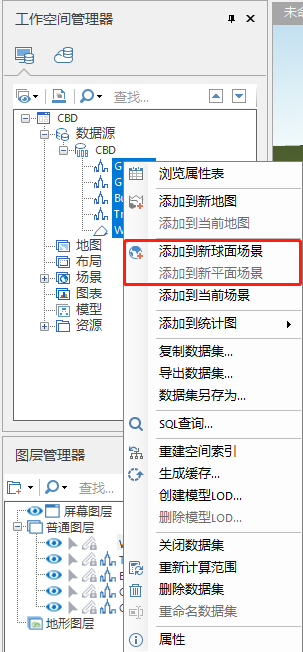 工作空间管理器
未命
查找...
CBD
数据源
CBD
G
G
Bu
Tr
W
地图
布局
场景
图表
模型
资源
浏览属性表
添加到新地图
添加到当前地图
添加到新球面场景
添加到新平面场景
添加到当前场景
添加到统计图
复制数据集...
导出数据集...
数据集另存为...
SQL查询...
重建空间索引
生成缓存...
创建模型LOD...
删除模型LOD...
关闭数据集
重新计算范围
删除数据集
重命名数据集
属性
图层管理器
查找...
屏幕图层
普通图层
地形图层